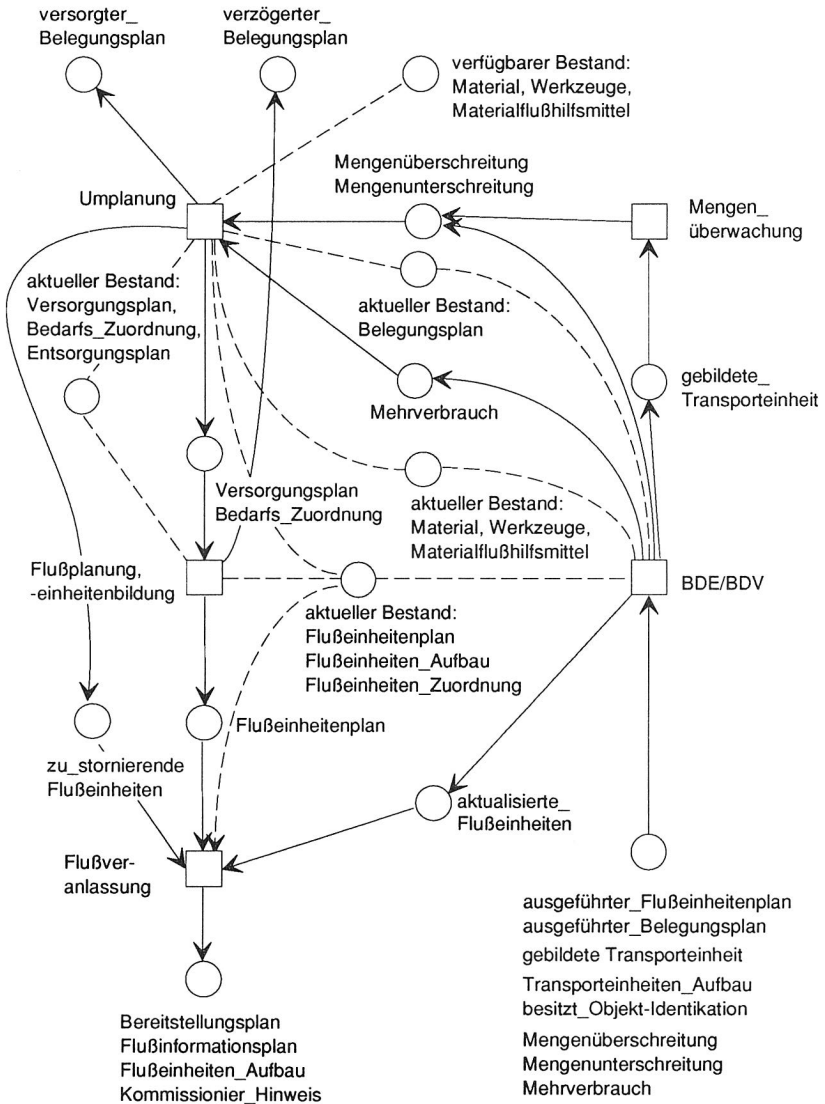 versorgter_
Belegungsplan
verzögerter_
Belegungsplan
verfügbarer Bestand:
Material, Werkzeuge,
Materialflußhilfsmittel
Mengenüberschreitung
Mengenunterschreitung
Umplanung
Mengen_
überwachung
aktueller Bestand:
Versorgungsplan,
Bedarfs_Zuordnung,
Entsorgungsplan
aktueller Bestand:
Belegungsplan
Mehrverbrauch
gebildete_
Transporteinheit
Versorgungsplan
Bedarfs_Zuordnung
aktueller Bestand:
Material, Werkzeuge,
Materialflußhilfsmittel
Flußplanung,
-einheitenbildung
BDE/BDV
aktueller Bestand:
Flußeinheitenplan
Flußeinheiten_Aufbau
Flußeinheiten_Zuordnung
Flußeinheitenplan
zu_stornierende
Flußeinheiten
aktualisierte_
Flußeinheiten
Flußver-
anlassung
ausgeführter_Flußeinheitenplan
ausgeführter_Belegungsplan
gebildete Transporteinheit
Transporteinheiten_Aufbau
besitzt_Objekt-Identikation
Mengenüberschreitung
Mengenunterschreitung
Mehrverbrauch
Bereitstellungsplan
Flußinformationsplan
Flußeinheiten_Aufbau
Kommissionier_Hinweis